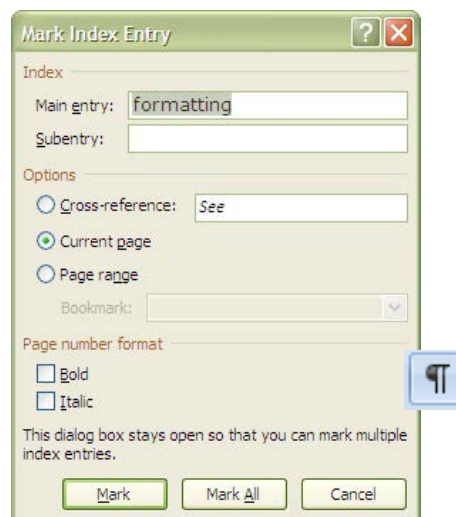 Mark Index Entry
Index
Main entry: formatting
Subentry:
Options
Cross-reference: See
Current page
Page range
Bookmark:
Page number format
Bold
¶
Italic
This dialog box stays open so that you can mark multiple
index entries.
Mark Mark All Cancel